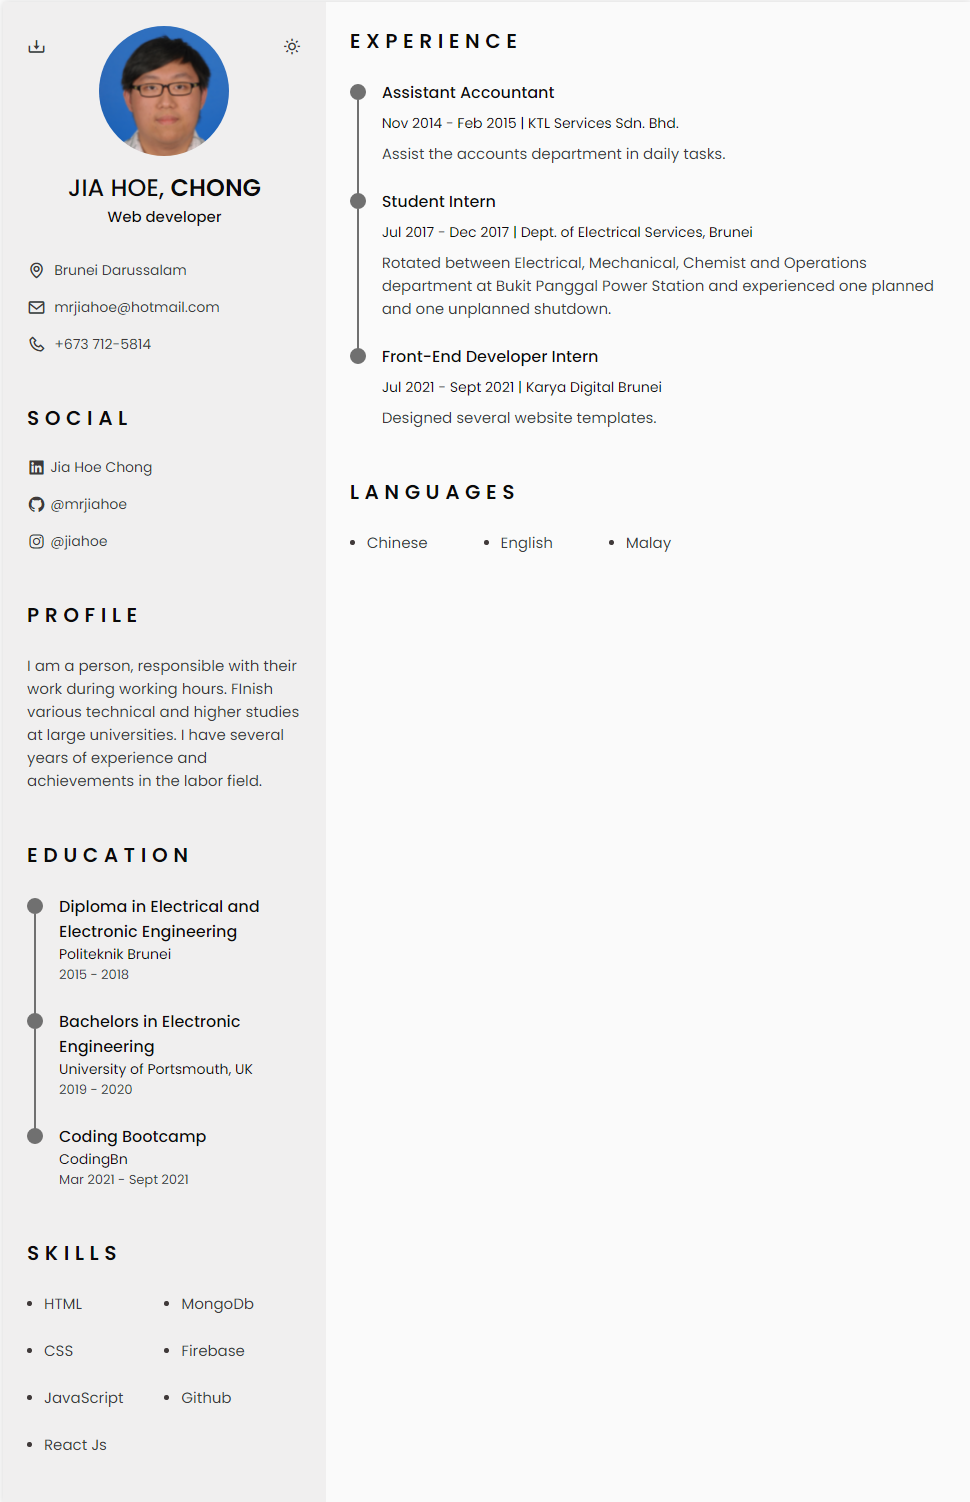 JIA HOE, CHONG
Web developer
Brunei Darussalam
mrjiahoe@hotmail.com
+673 712-5814
SOCIAL
Jia Hoe Chong
@mrjiahoe
@jiahoe
PROFILE
I am a person, responsible with their
work during working hours. FInish
various technical and higher studies
at large universities. I have several
years of experience and
achievements in the labor field.
EDUCATION
Diploma in Electrical and
Electronic Engineering
Politeknik Brunei
2015 - 2018
Bachelors in Electronic
Engineering
University of Portsmouth, UK
2019 - 2020
Coding Bootcamp
CodingBn
Mar 2021 - Sept 2021
SKILLS
HTML
CSS
JavaScript
React Js
MongoDb
Firebase
Github
EXPERIENCE
Assistant Accountant
Nov 2014 - Feb 2015 | KTL Services Sdn. Bhd.
Assist the accounts department in daily tasks.
Student Intern
Jul 2017 - Dec 2017 | Dept. of Electrical Services, Brunei
Rotated between Electrical, Mechanical, Chemist and Operations
department at Bukit Panggal Power Station and experienced one planned
and one unplanned shutdown.
Front-End Developer Intern
Jul 2021 - Sept 2021 | Karya Digital Brunei
Designed several website templates.
LANGUAGES
Chinese
English
Malay